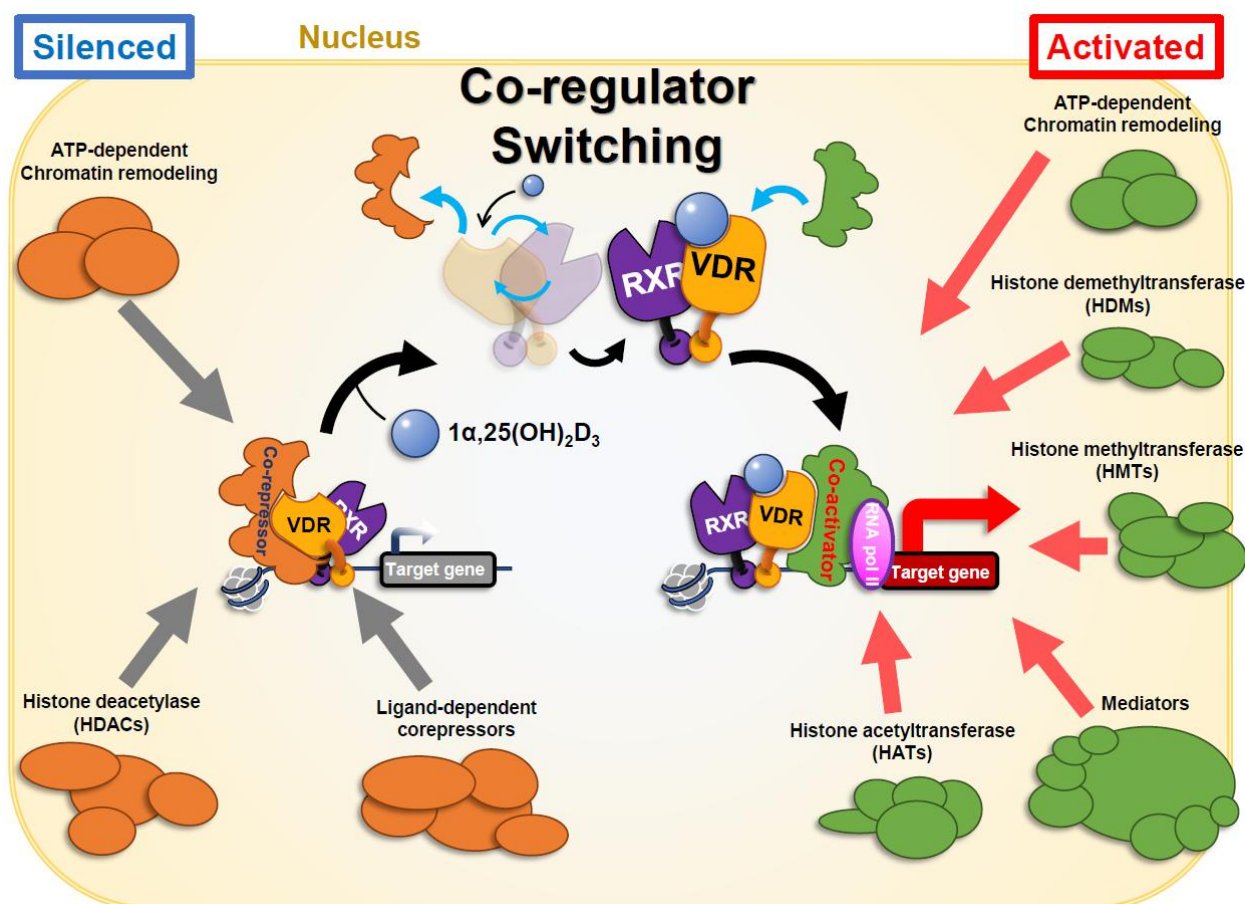 Silenced
Nucleus
Activated
Co-regulator
Switching
ATP-dependent
Chromatin remodeling
ATP-dependent
Chromatin remodeling
RXR
VDR
Histone demethyltransferase
(HDMs)
1α,25(OH)₂D₃
Co-repressor
VDR
RXR
Target gene
RXR
VDR
Co-activator
RNA pol II
Target gene
Histone methyltransferase
(HMTs)
Histone deacetylase
(HDACs)
Ligand-dependent
corepressors
Histone acetyltransferase
(HATs)
Mediators